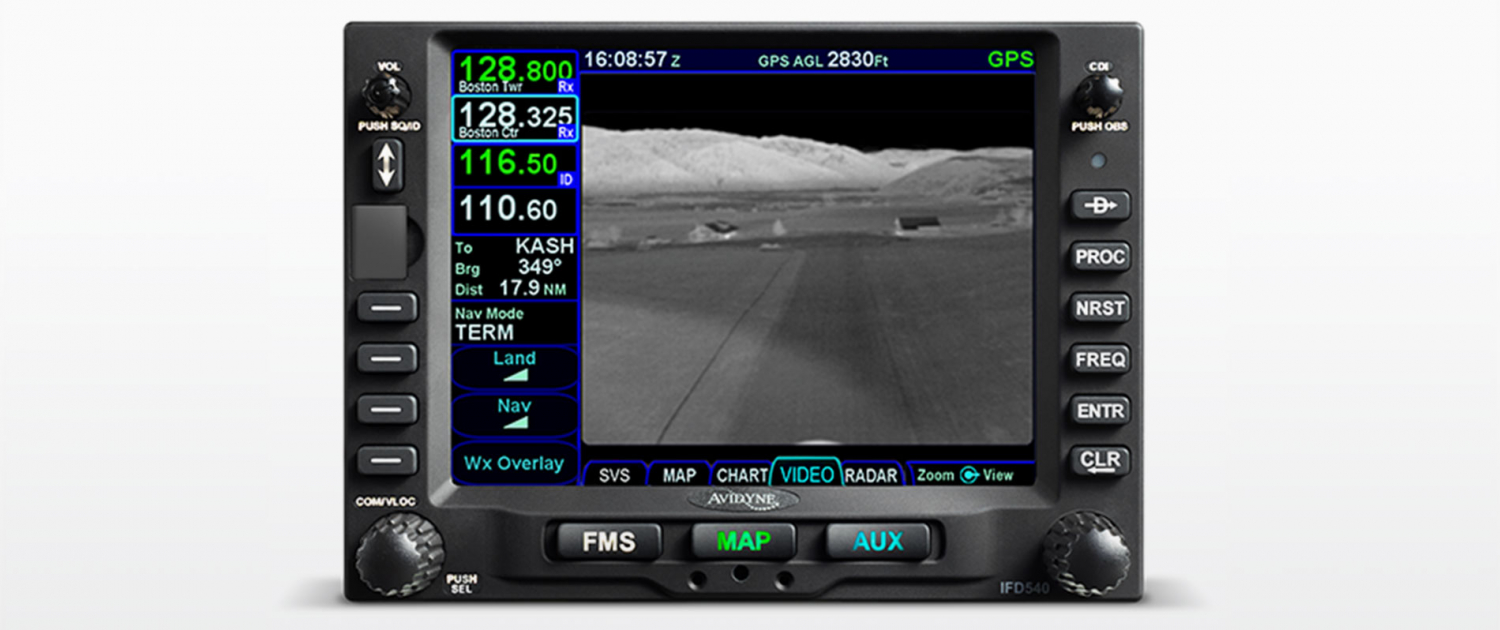 VOL
PUSH SQ/ID
128.800
Boston Twr Rx
128.325
Boston Ctr Rx
116.50
ID
110.60
To KASH
Brg 349°
Dist 17.9 NM
Nav Mode
TERM
Land
Nav
Wx Overlay
16:08:57 Z GPS AGL 2830Ft GPS
SVS MAP CHART VIDEO RADAR Zoom View
CDI
PUSH OBS
D
PROC
NRST
FREQ
ENTR
CLR
AVIDYNE
COM/VLOC
PUSH
SEL
FMS MAP AUX
IFD540